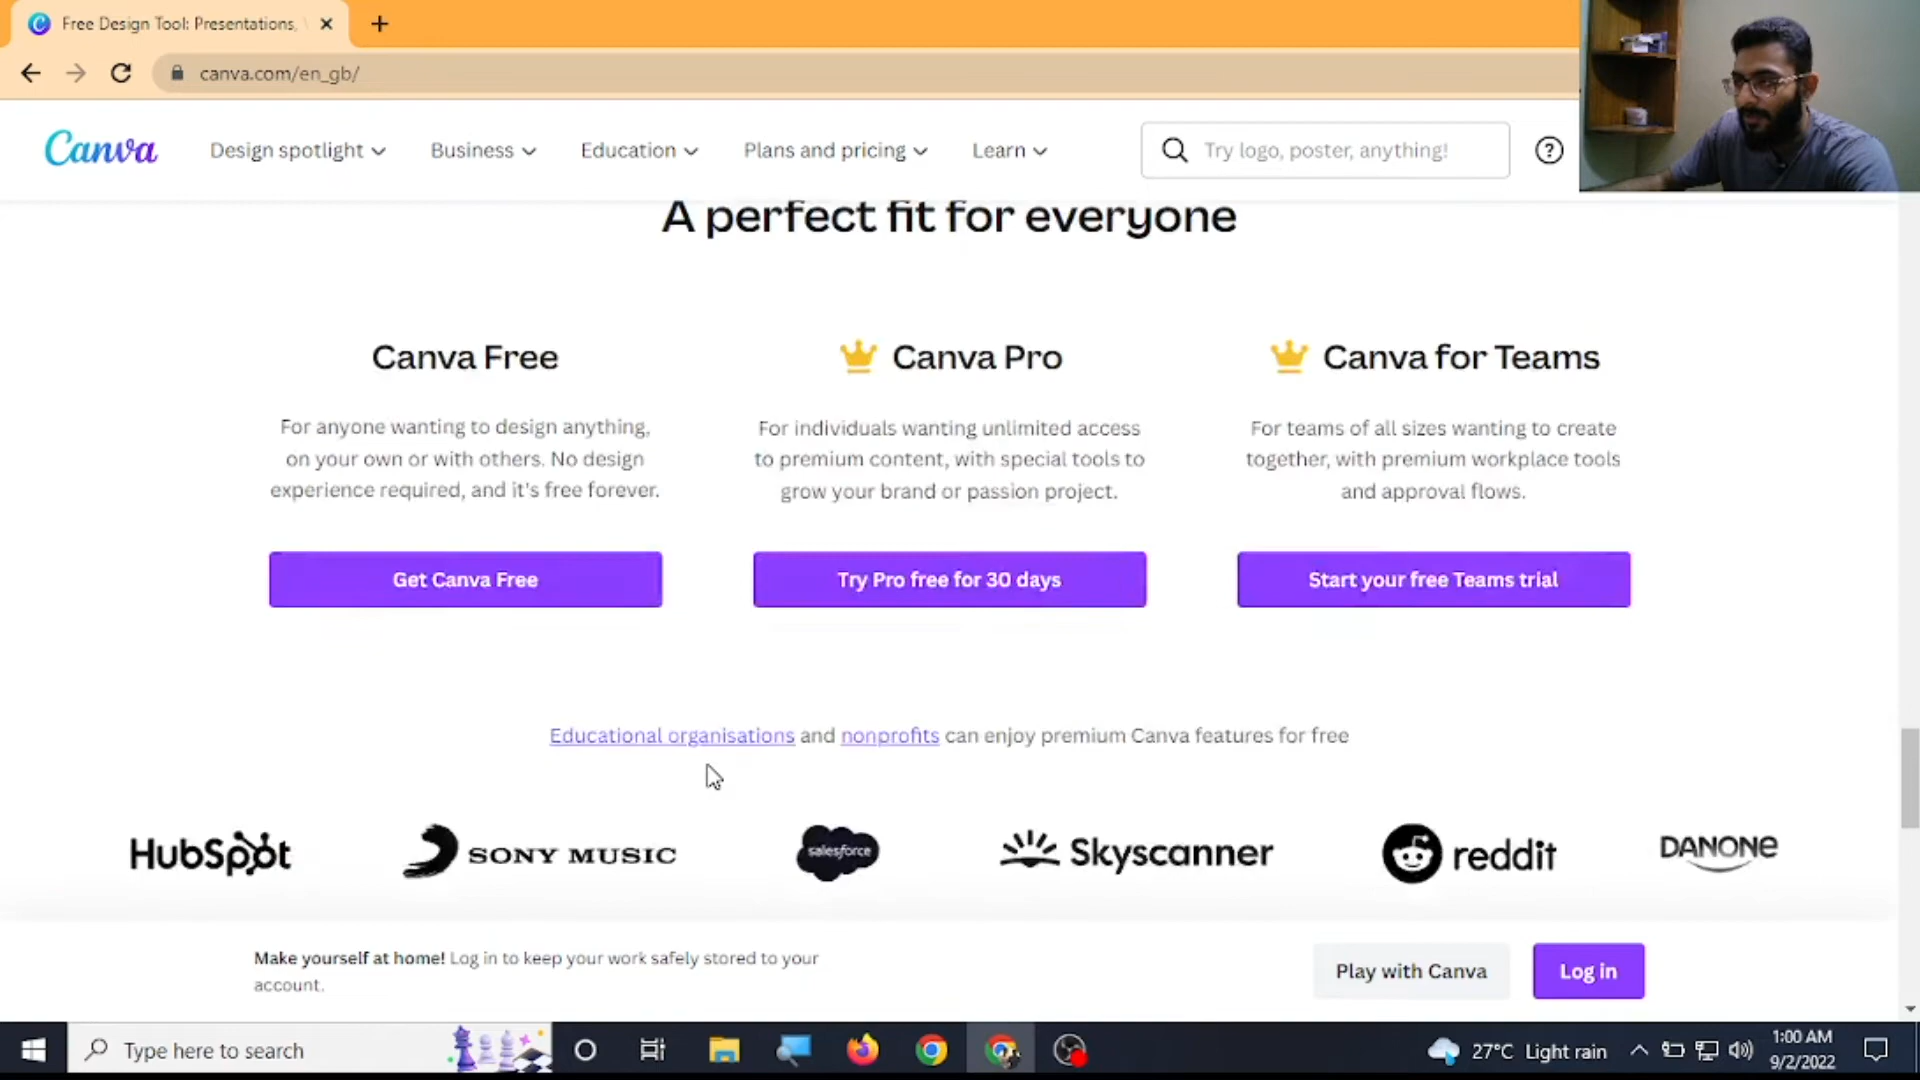 Free Design Tool: Presentations,
canva.com/en_gb/
Canva
Design spotlight
Business
Education
Plans and pricing
Learn
Try logo, poster, anything!
A perfect fit for everyone
Canva Free
For anyone wanting to design anything,
on your own or with others. No design
experience required, and it's free forever.
Get Canva Free
Canva Pro
For individuals wanting unlimited access
to premium content, with special tools to
grow your brand or passion project.
Try Pro free for 30 days
Canva for Teams
For teams of all sizes wanting to create
together, with premium workplace tools
and approval flows.
Start your free Teams trial
Educational organisations and nonprofits can enjoy premium Canva features for free
HubSpot
SONY MUSIC
salesforce
Skyscanner
reddit
DANONE
Make yourself at home! Log in to keep your work safely stored to your
account.
Play with Canva
Log in
Type here to search
27°C Light rain
1:00 AM
9/2/2022